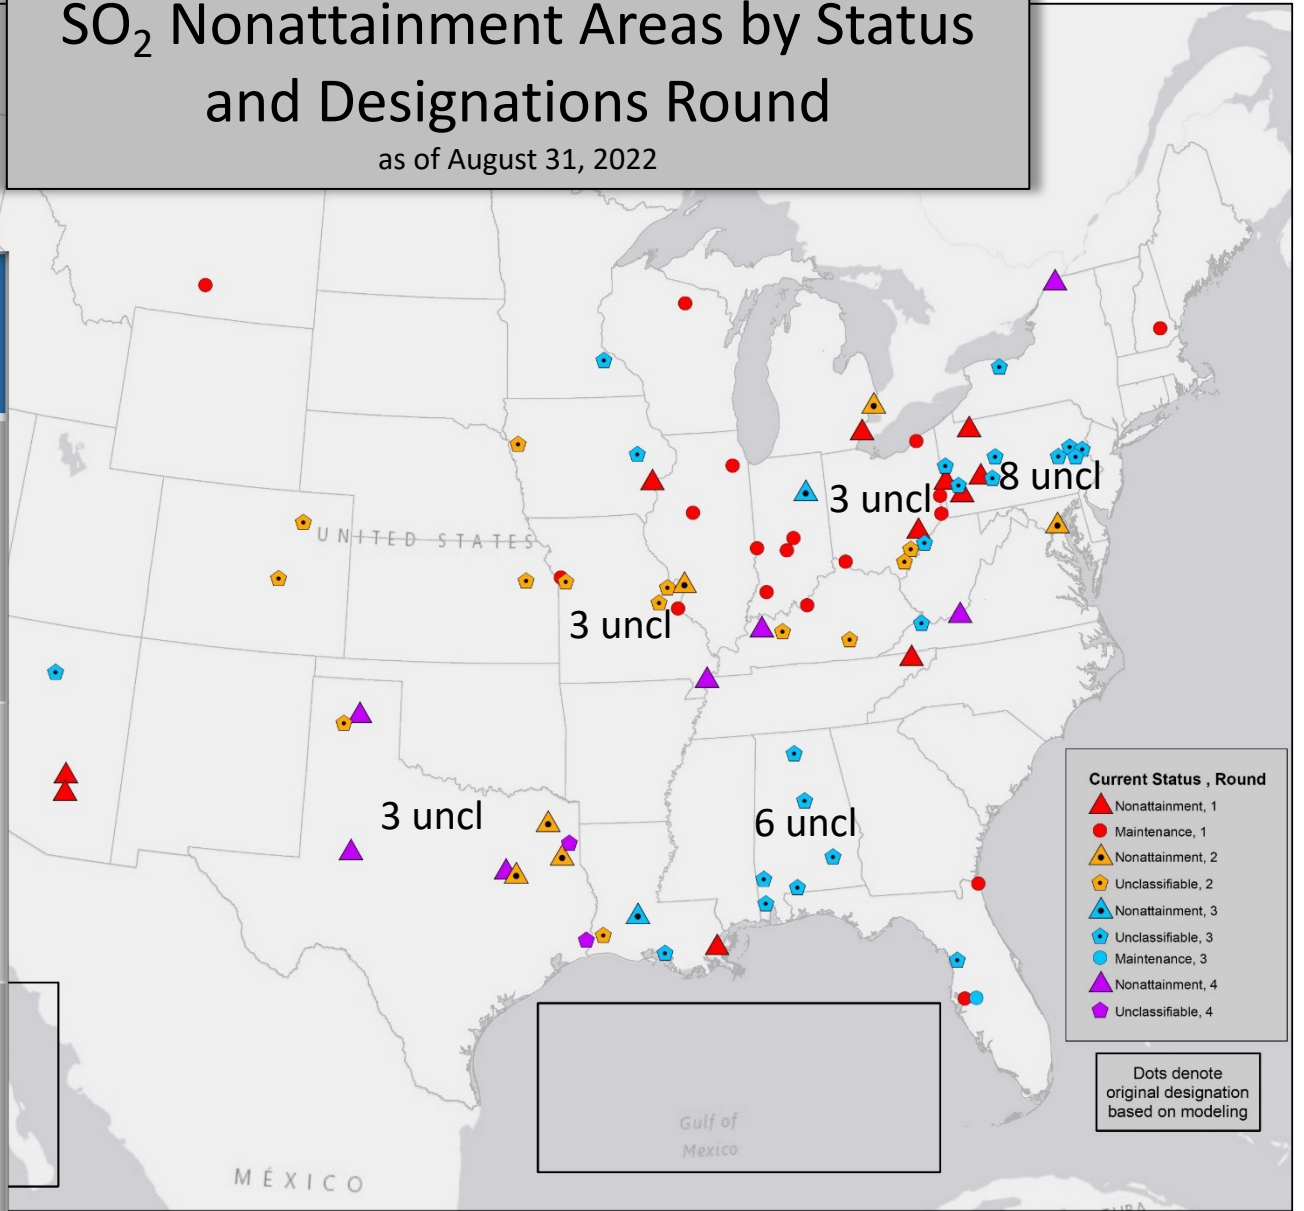 SO₂ Nonattainment Areas by Status
and Designations Round
as of August 31, 2022
8 uncl
3 uncl
UNITED STATES
3 uncl
3 uncl
6 uncl
Current Status , Round
Nonattainment, 1
Maintenance, 1
Nonattainment, 2
Unclassifiable, 2
Nonattainment, 3
Unclassifiable, 3
Maintenance, 3
Nonattainment, 4
Unclassifiable, 4
Dots denote
original designation
based on modeling
Gulf of
Mexico
MÉXICO